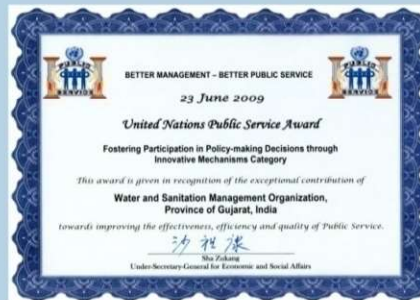 BETTER MANAGEMENT – BETTER PUBLIC SERVICE
23 June 2009
United Nations Public Service Award
Fostering Participation in Policy-making Decisions through
Innovative Mechanisms Category
This award is given in recognition of the exceptional contribution of
Water and Sanitation Management Organization,
Province of Gujarat, India
towards improving the effectiveness, efficiency and quality of Public Service.
沙祖康
Sha Zukang
Under-Secretary-General for Economic and Social Affairs